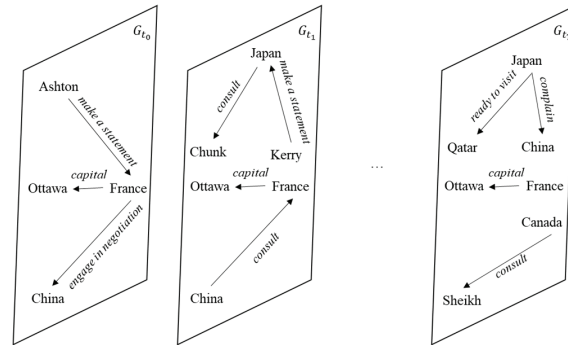 G_{t_0}
Ashton
make a statement
capital
Ottawa
France
engage in negotiation
China
G_{t_1}
Japan
consult
make a statement
Chunk
Kerry
capital
Ottawa
France
consult
China
...
Japan
ready to visit
complain
Qatar
China
capital
Ottawa
France
Canada
consult
Sheikh